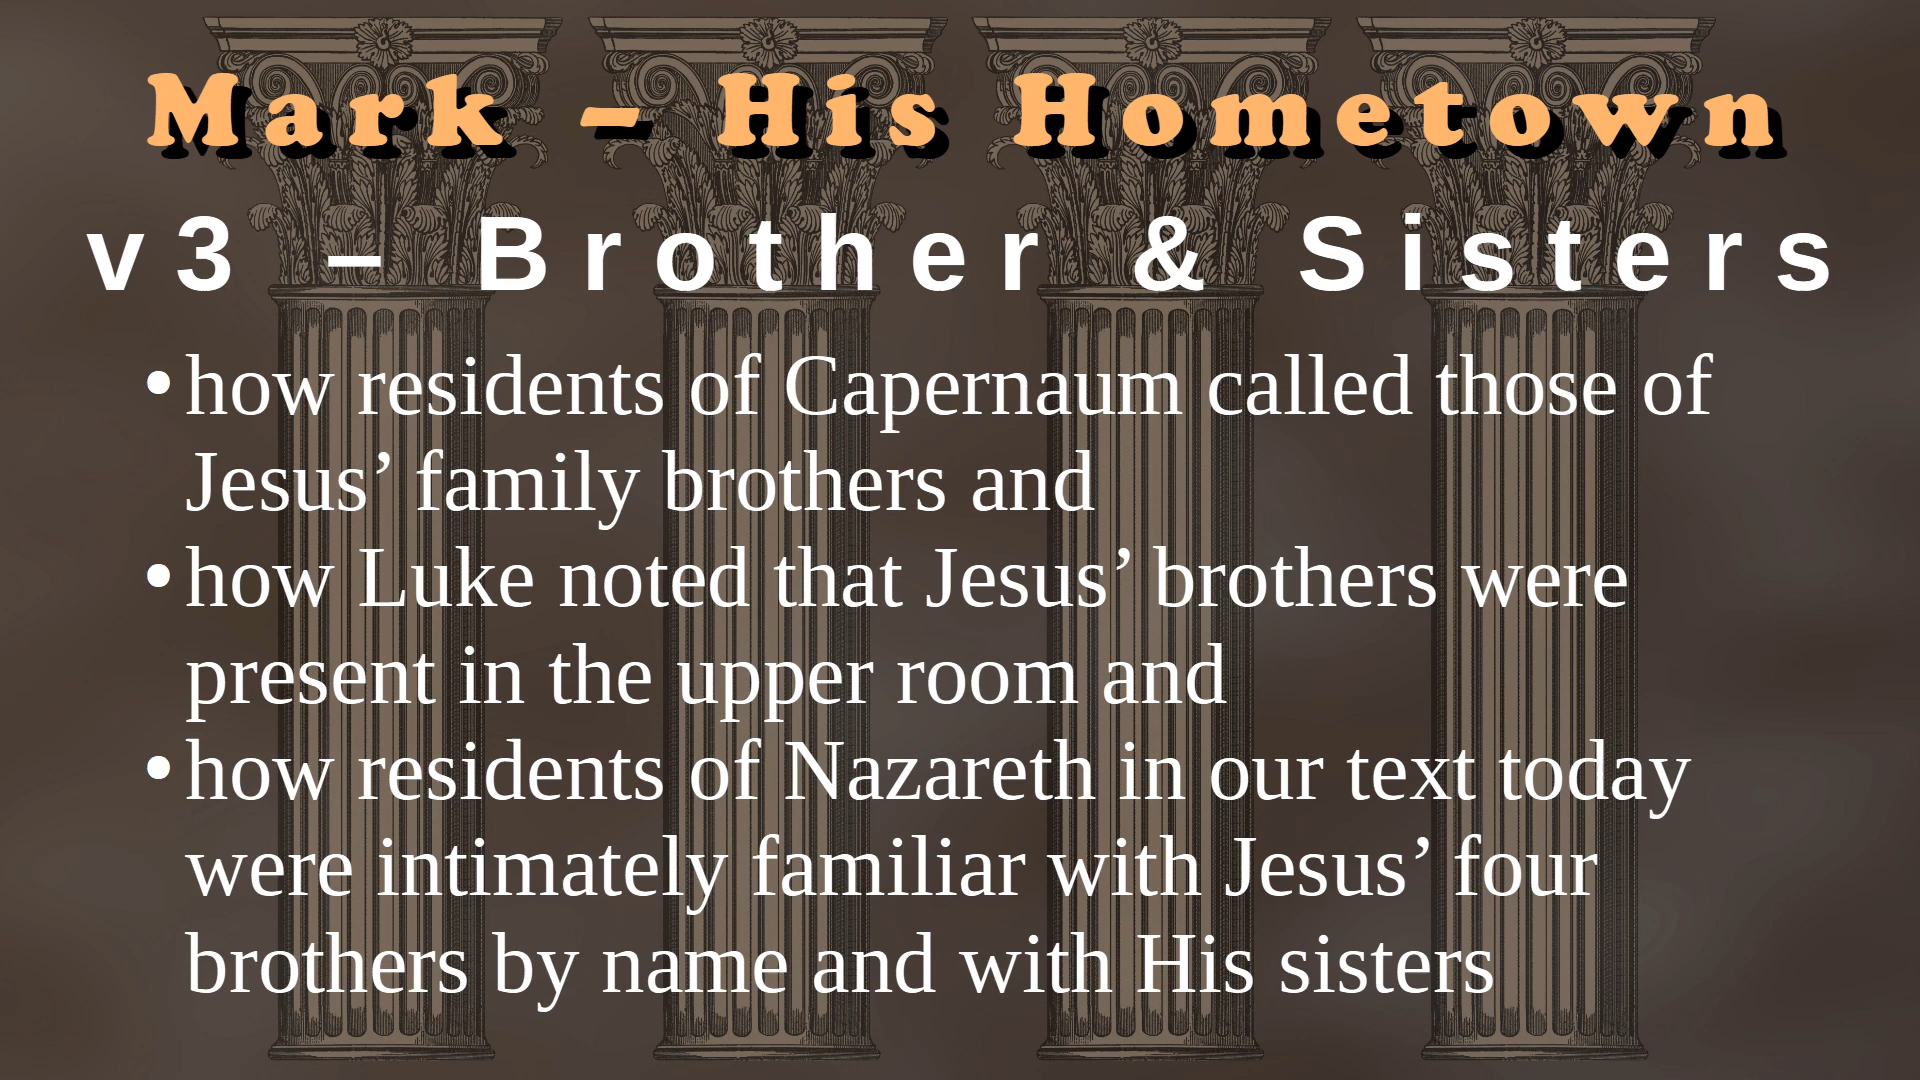 Mark – His Hometown
v3 – Brother & Sisters
•how residents of Capernaum called those of
Jesus’ family brothers and
•how Luke noted that Jesus’ brothers were
present in the upper room and
•how residents of Nazareth in our text today
were intimately familiar with Jesus’ four
brothers by name and with His sisters